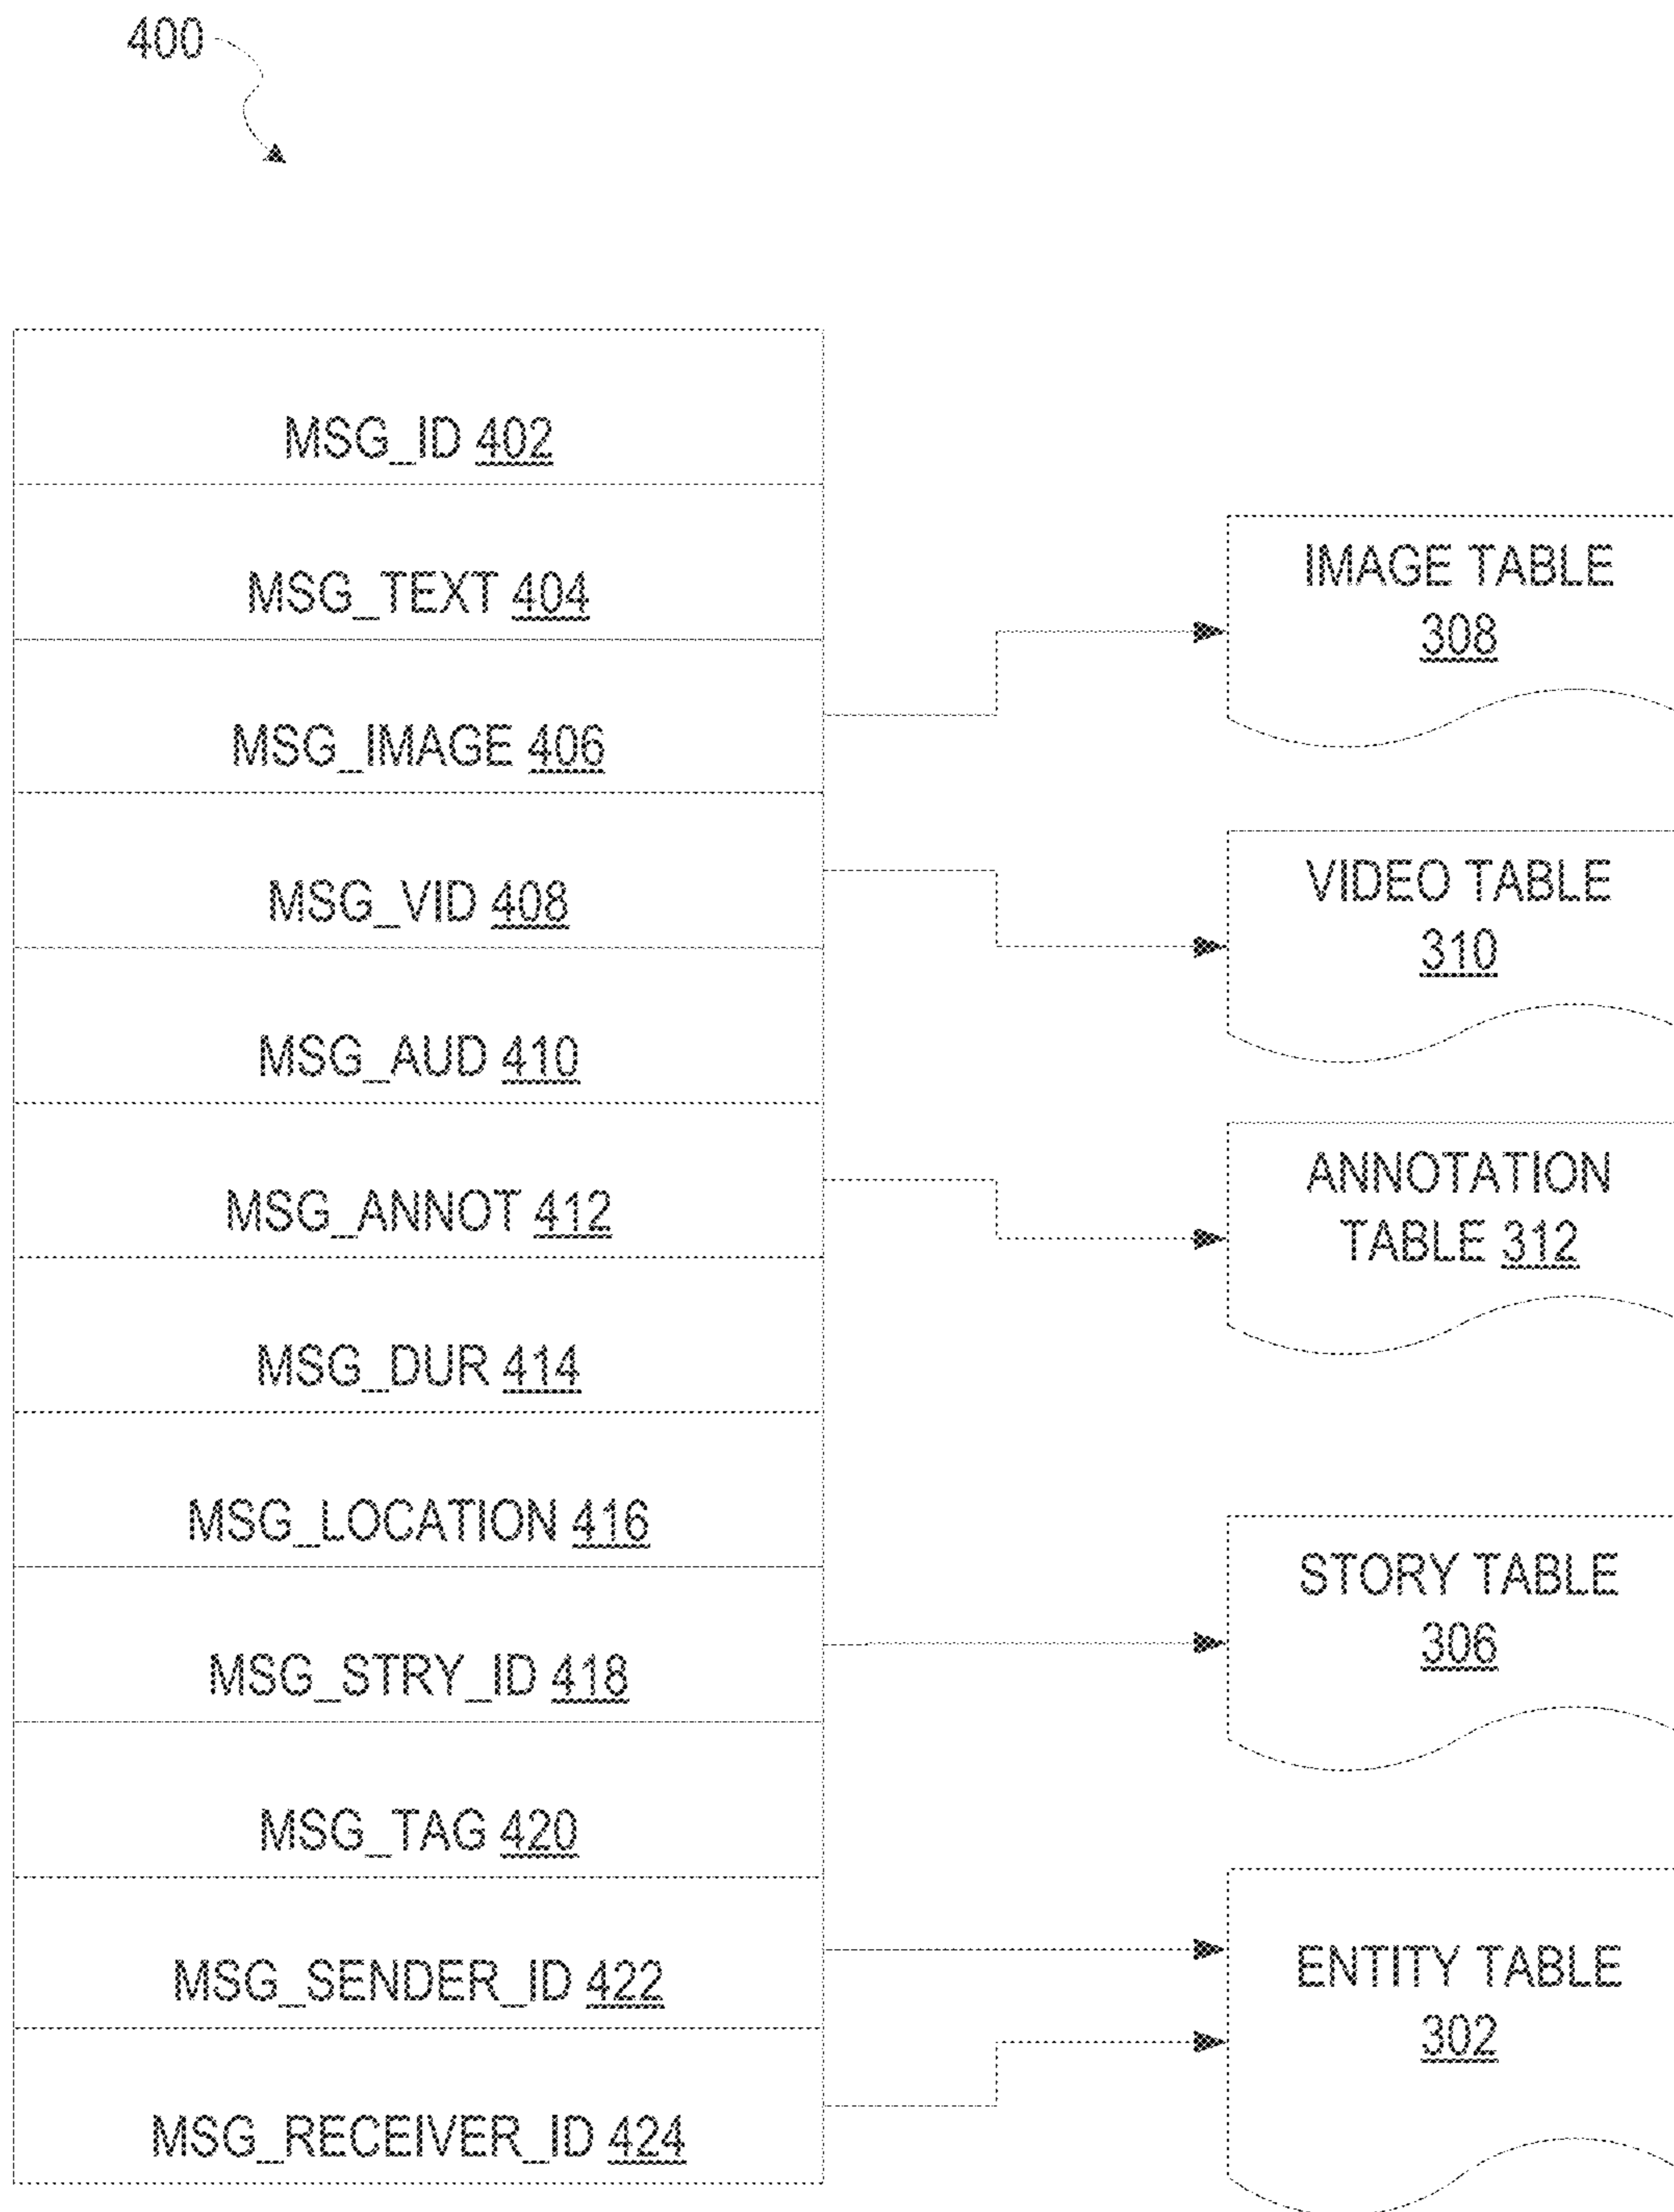 400
MSG_ID 402
MSG_TEXT 404
MSG_IMAGE 406
MSG_VID 408
MSG_AUD 410
MSG_ANNOT 412
MSG_DUR 414
MSG_LOCATION 416
MSG_STRY_ID 418
MSG_TAG 420
MSG_SENDER_ID 422
MSG_RECEIVER_ID 424
IMAGE TABLE
308
VIDEO TABLE
310
ANNOTATION
TABLE 312
STORY TABLE
306
ENTITY TABLE
302